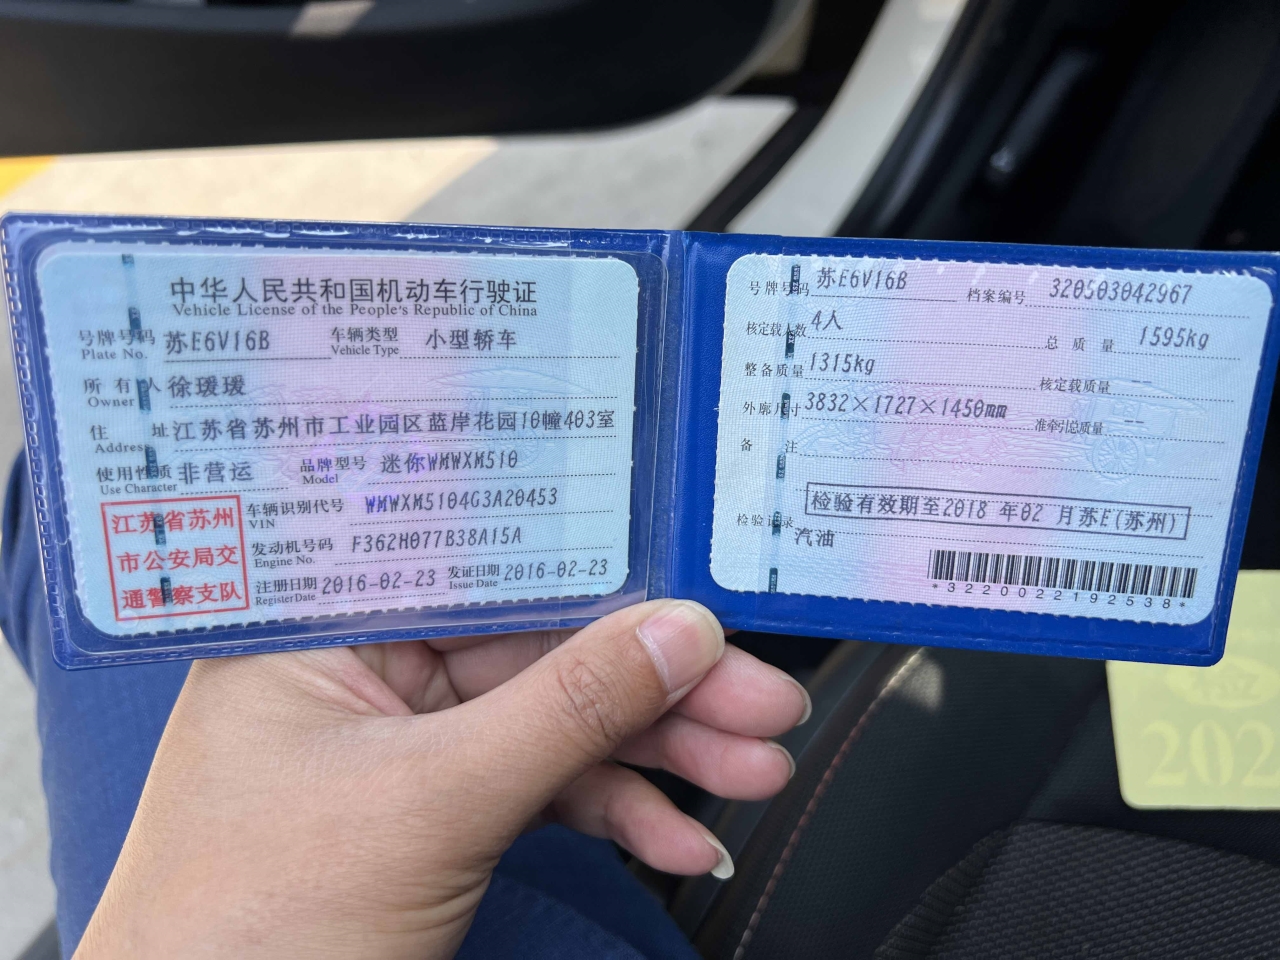 中华人民共和国机动车行驶证
Vehicle License of the People's Republic of China
号牌号码 苏E6V16B 车辆类型 小型轿车
Plate No. Vehicle Type
所有人 徐瑗瑗
Owner
住 址 江苏省苏州市工业园区蓝岸花园10幢403室
Address
使用性质 非营运 品牌型号 迷你WMWXM510
Use Character Model
江苏省苏州
市公安局交
通警察支队
车辆识别代号 WMWXM5104G3A20453
VIN
发动机号码 F362H077B38A15A
Engine No.
注册日期 2016-02-23 发证日期 2016-02-23
Register Date Issue Date
号牌号码 苏E6V16B 档案编号 320503042967
核定载人数 4人 总 质 量 1595kg
整备质量 1315kg 核定载质量 --
外廓尺寸 3832×1727×1450mm 准牵引总质量 --
备 注
检验有效期至2018 年02 月苏E(苏州)
检验记录
汽油
*3220022192538*
202